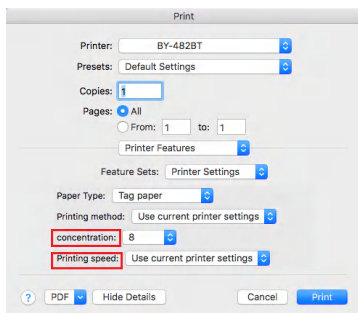 Print
Printer: BY-482BT
Presets: Default Settings
Copies: 1
Pages: All
From: 1 to: 1
Printer Features
Feature Sets: Printer Settings
Paper Type: Tag paper
Printing method: Use current printer settings
concentration: 8
Printing speed: Use current printer settings
? PDF Hide Details Cancel Print